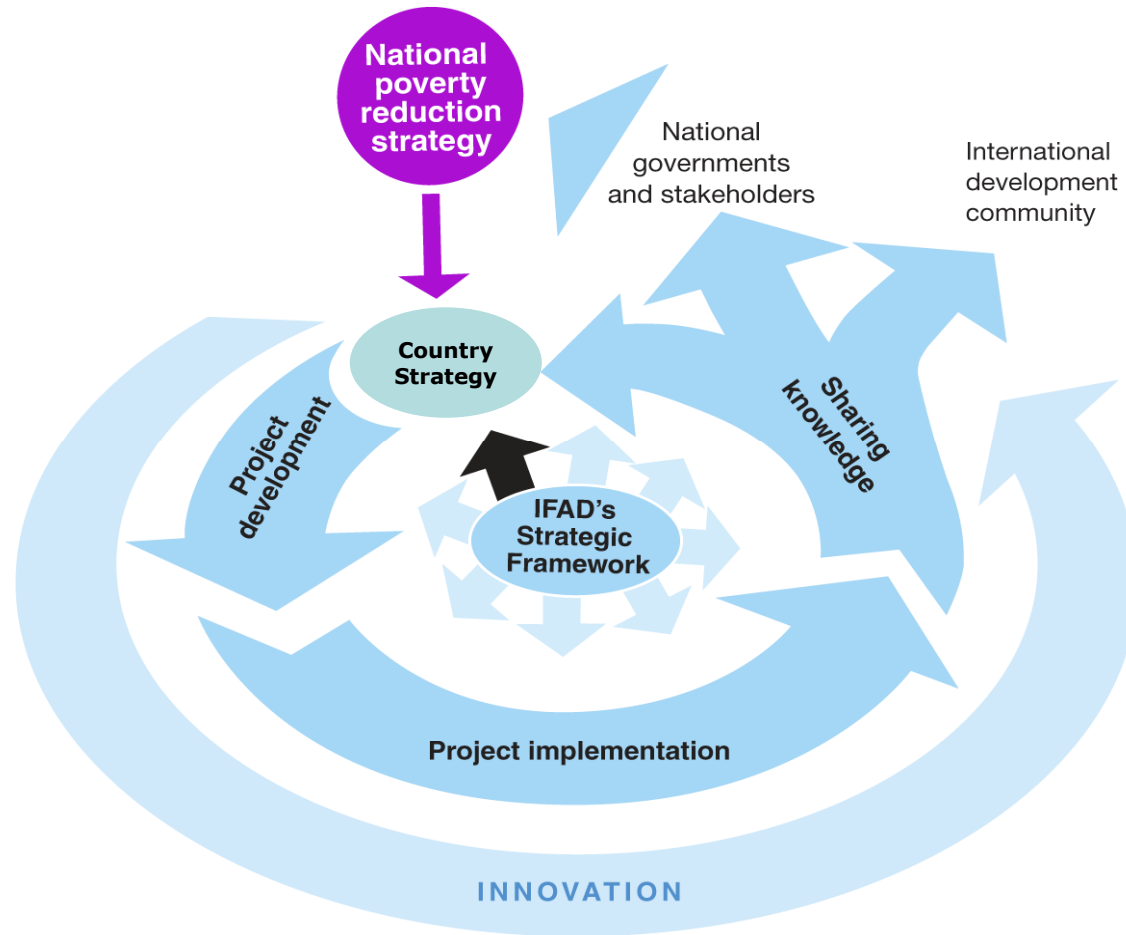 National
poverty
reduction
strategy
National
governments
and stakeholders
International
development
community
Country
Strategy
Project
development
Sharing
knowledge
IFAD's
Strategic
Framework
Project implementation
INNOVATION